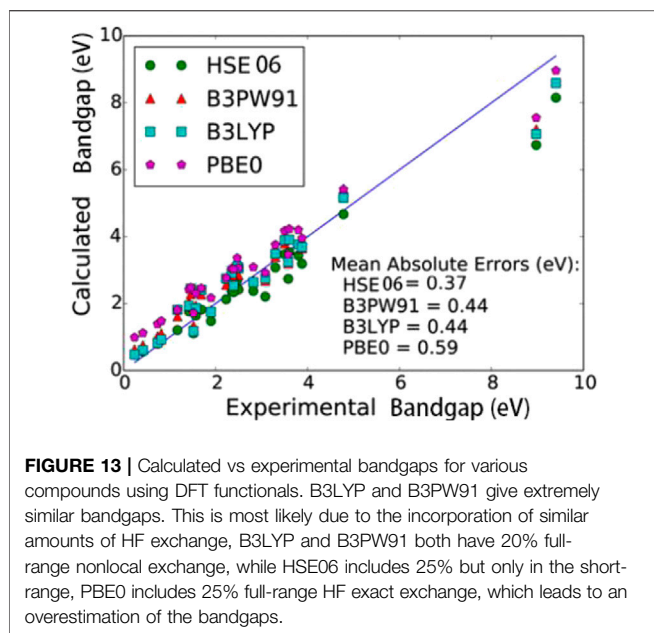 10
8
6
4
2
0
Calculated Bandgap (eV)
HSE 06
B3PW91
B3LYP
PBE0
Mean Absolute Errors (eV):
HSE 06 = 0.37
B3PW91 = 0.44
B3LYP = 0.44
PBE0 = 0.59
0 2 4 6 8 10
Experimental Bandgap (eV)
FIGURE 13 | Calculated vs experimental bandgaps for various
compounds using DFT functionals. B3LYP and B3PW91 give extremely
similar bandgaps. This is most likely due to the incorporation of similar
amounts of HF exchange, B3LYP and B3PW91 both have 20% full-
range nonlocal exchange, while HSE06 includes 25% but only in the short-
range, PBE0 includes 25% full-range HF exact exchange, which leads to an
overestimation of the bandgaps.